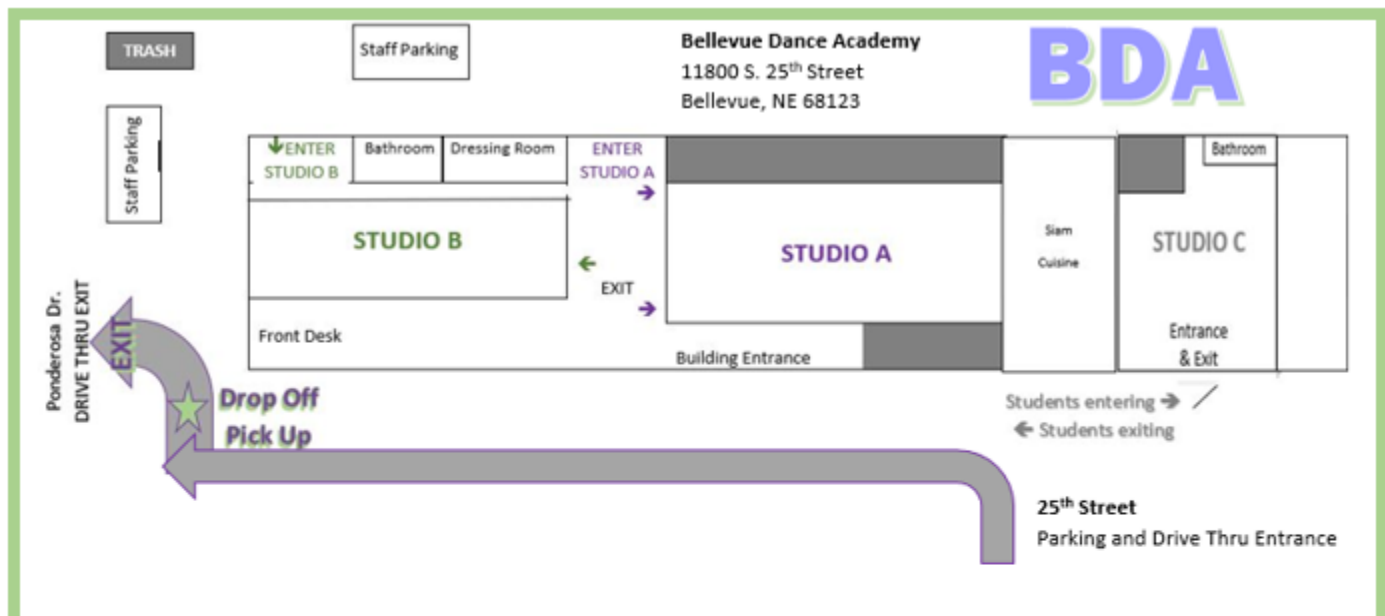 TRASH
Staff Parking
Bellevue Dance Academy
11800 S. 25th Street
Bellevue, NE 68123
BDA
Staff Parking
ENTER
STUDIO B
Bathroom
Dressing Room
ENTER
STUDIO A
Bathroom
STUDIO B
STUDIO A
Siam
Cuisine
STUDIO C
EXIT
Front Desk
Building Entrance
Entrance
& Exit
Ponderosa Dr.
DRIVE THRU EXIT
EXIT
Drop Off
Pick Up
Students entering
Students exiting
25th Street
Parking and Drive Thru Entrance